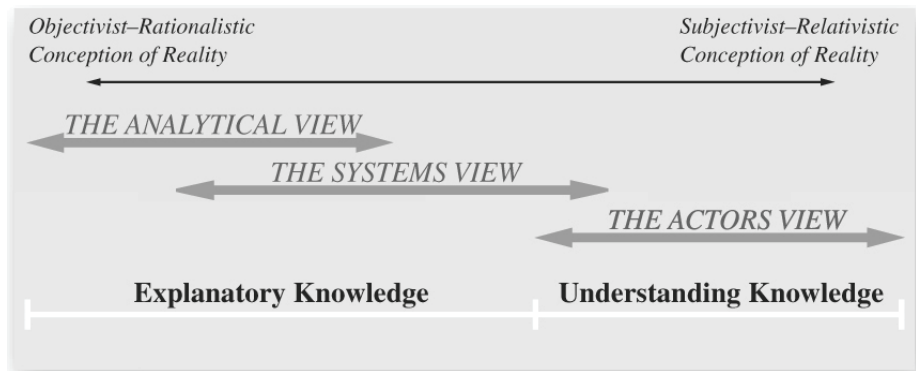 Objectivist–Rationalistic
Conception of Reality
Subjectivist–Relativistic
Conception of Reality
THE ANALYTICAL VIEW
THE SYSTEMS VIEW
THE ACTORS VIEW
Explanatory Knowledge
Understanding Knowledge